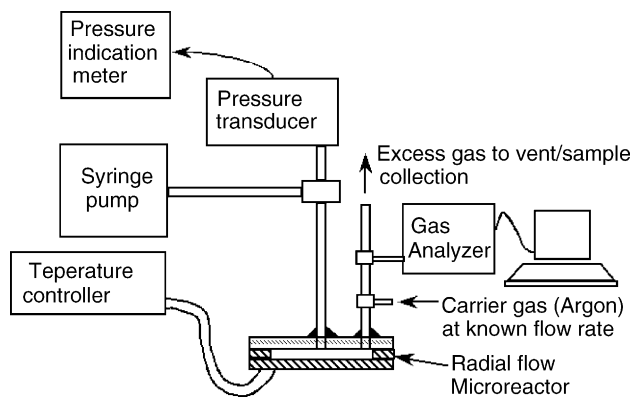 Pressure
indication
meter
Pressure
transducer
Excess gas to vent/sample
collection
Syringe
pump
Gas
Analyzer
Teperature
controller
Carrier gas (Argon)
at known flow rate
Radial flow
Microreactor